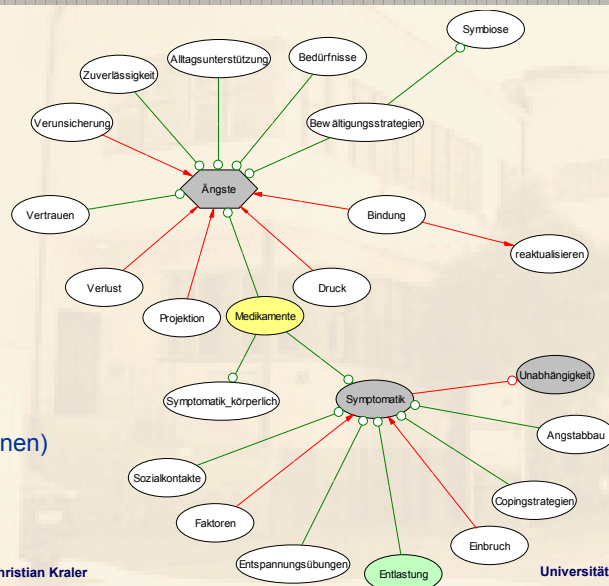 Symbiose
Alltagsunterstützung
Bedürfnisse
Zuverlässigkeit
Verunsicherung
Bewältigungsstrategien
Ängste
Vertrauen
Bindung
reaktualisieren
Verlust
Druck
Projektion
Medikamente
Unabhängigkeit
Symptomatik_körperlich
Symptomatik
nen)
Angstabbau
Sozialkontakte
Copingstrategien
Faktoren
Einbruch
Entspannungsübungen
Entlastung
hristian Kraler
Universität